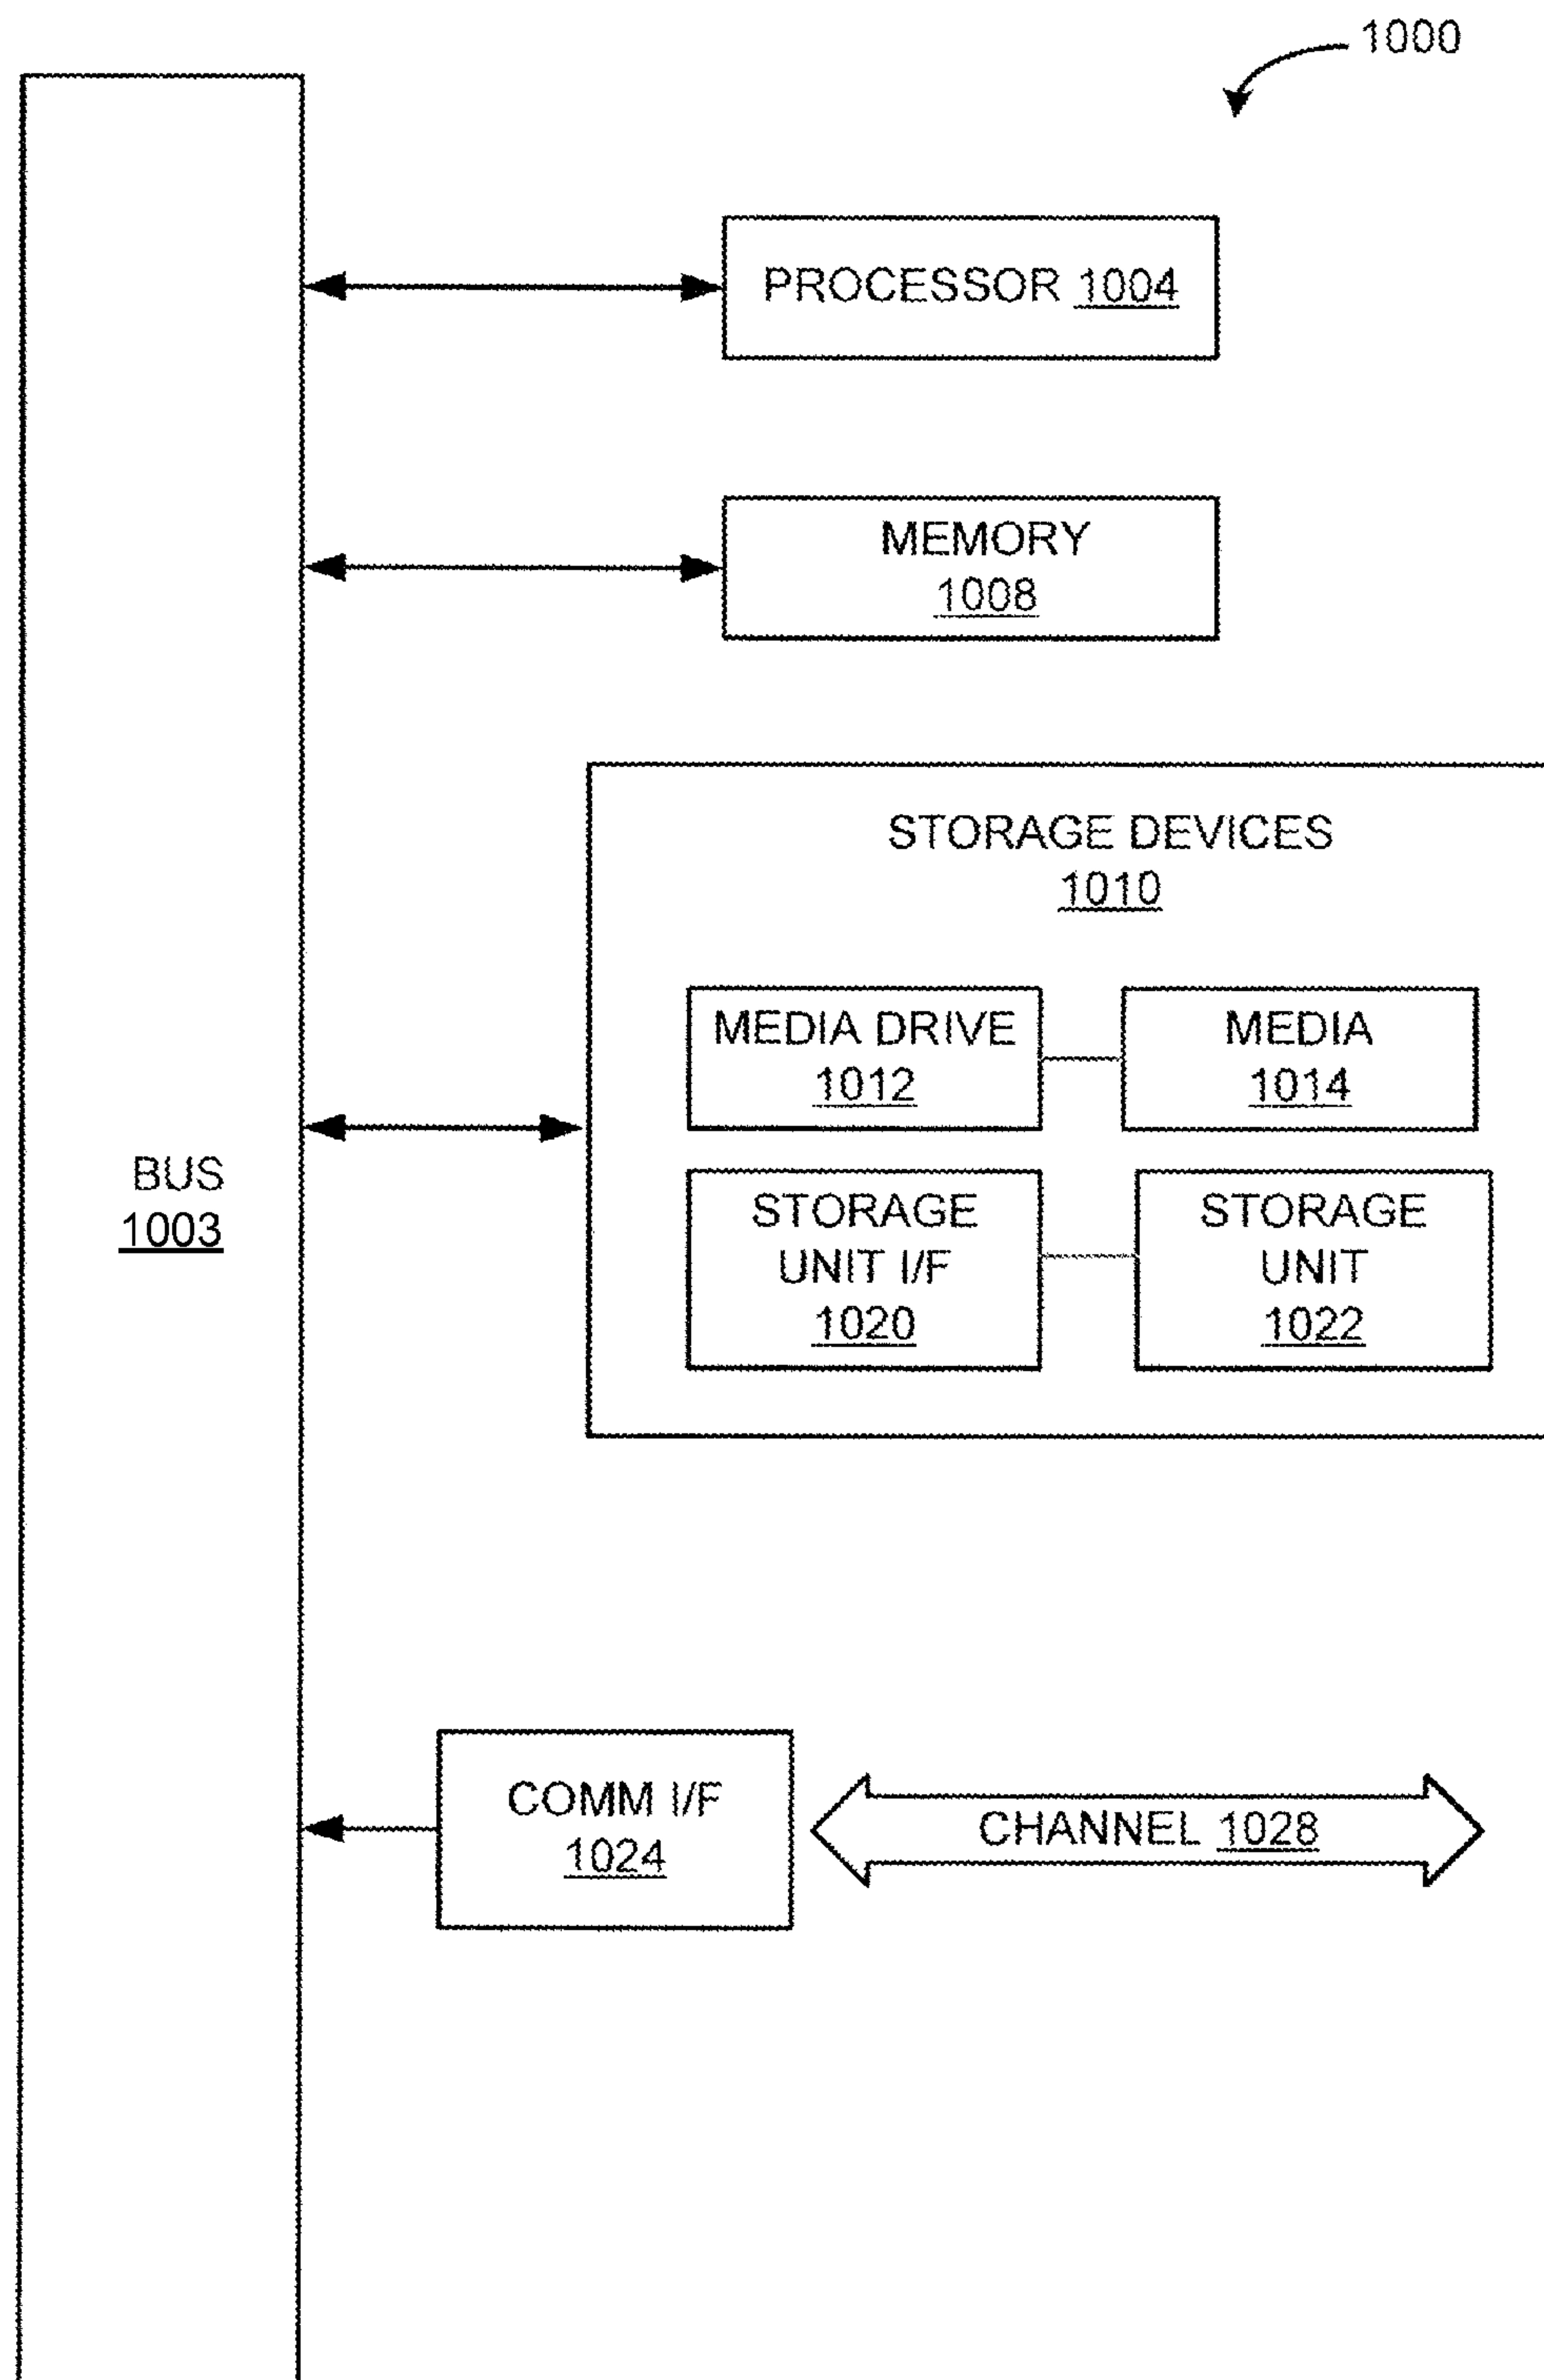 1000
PROCESSOR 1004
MEMORY
1008
STORAGE DEVICES
1010
MEDIA DRIVE
1012
MEDIA
1014
BUS
1003
STORAGE
UNIT I/F
1020
STORAGE
UNIT
1022
COMM I/F
1024
CHANNEL 1028